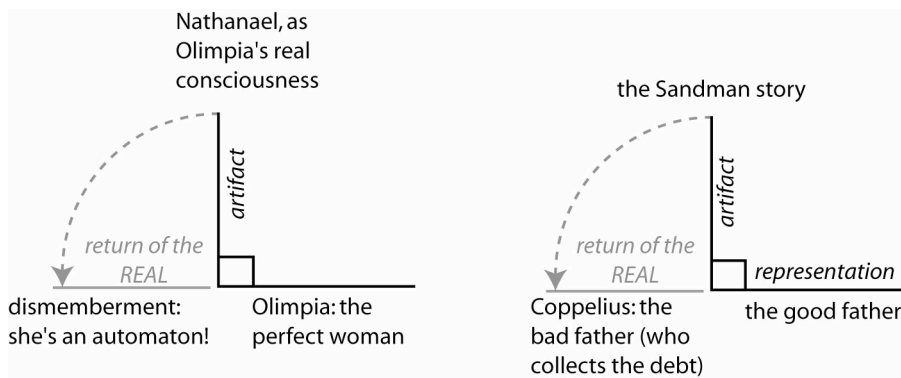 Nathanael, as
Olimpia's real
consciousness
artifact
return of the
REAL
dismemberment:
she's an automaton!
Olimpia: the
perfect woman
the Sandman story
artifact
return of the
REAL
representation
Coppelius: the
bad father (who
collects the debt)
the good father